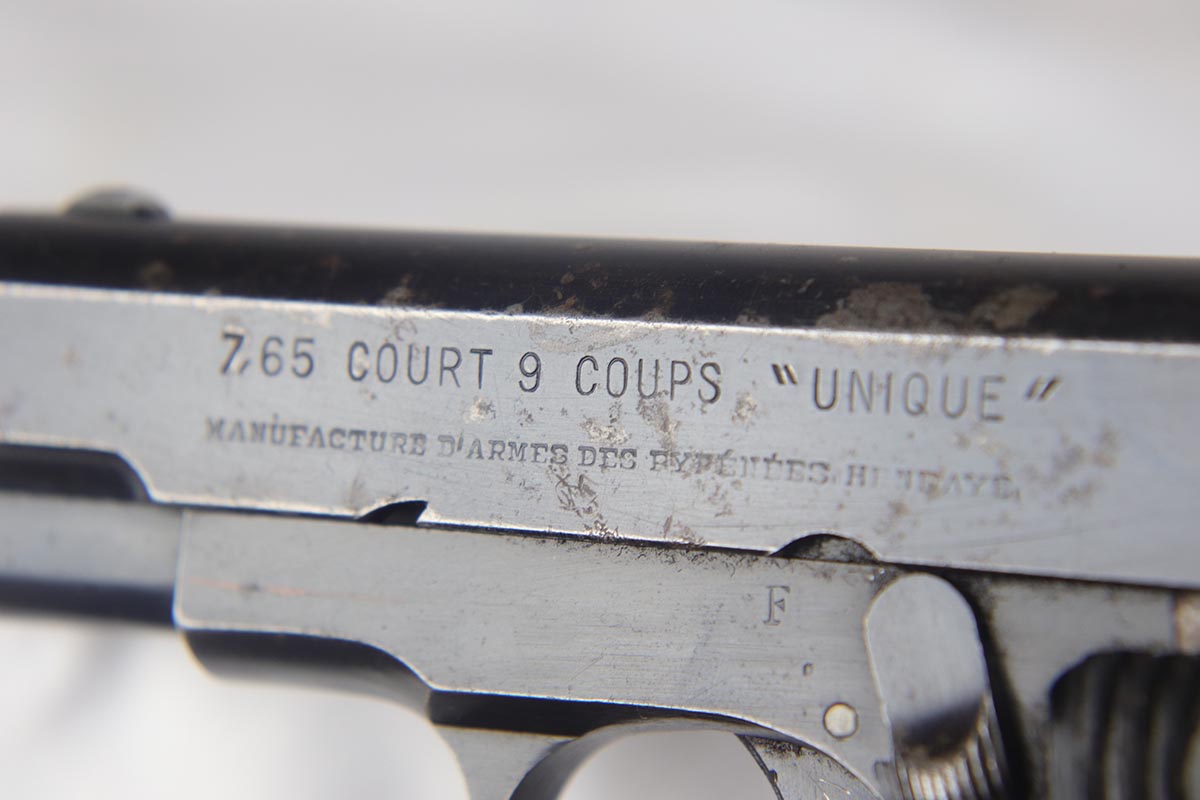 7,65 COURT 9 COUPS "UNIQUE"
MANUFACTURE D'ARMES DES PYRÉNÉES.
F